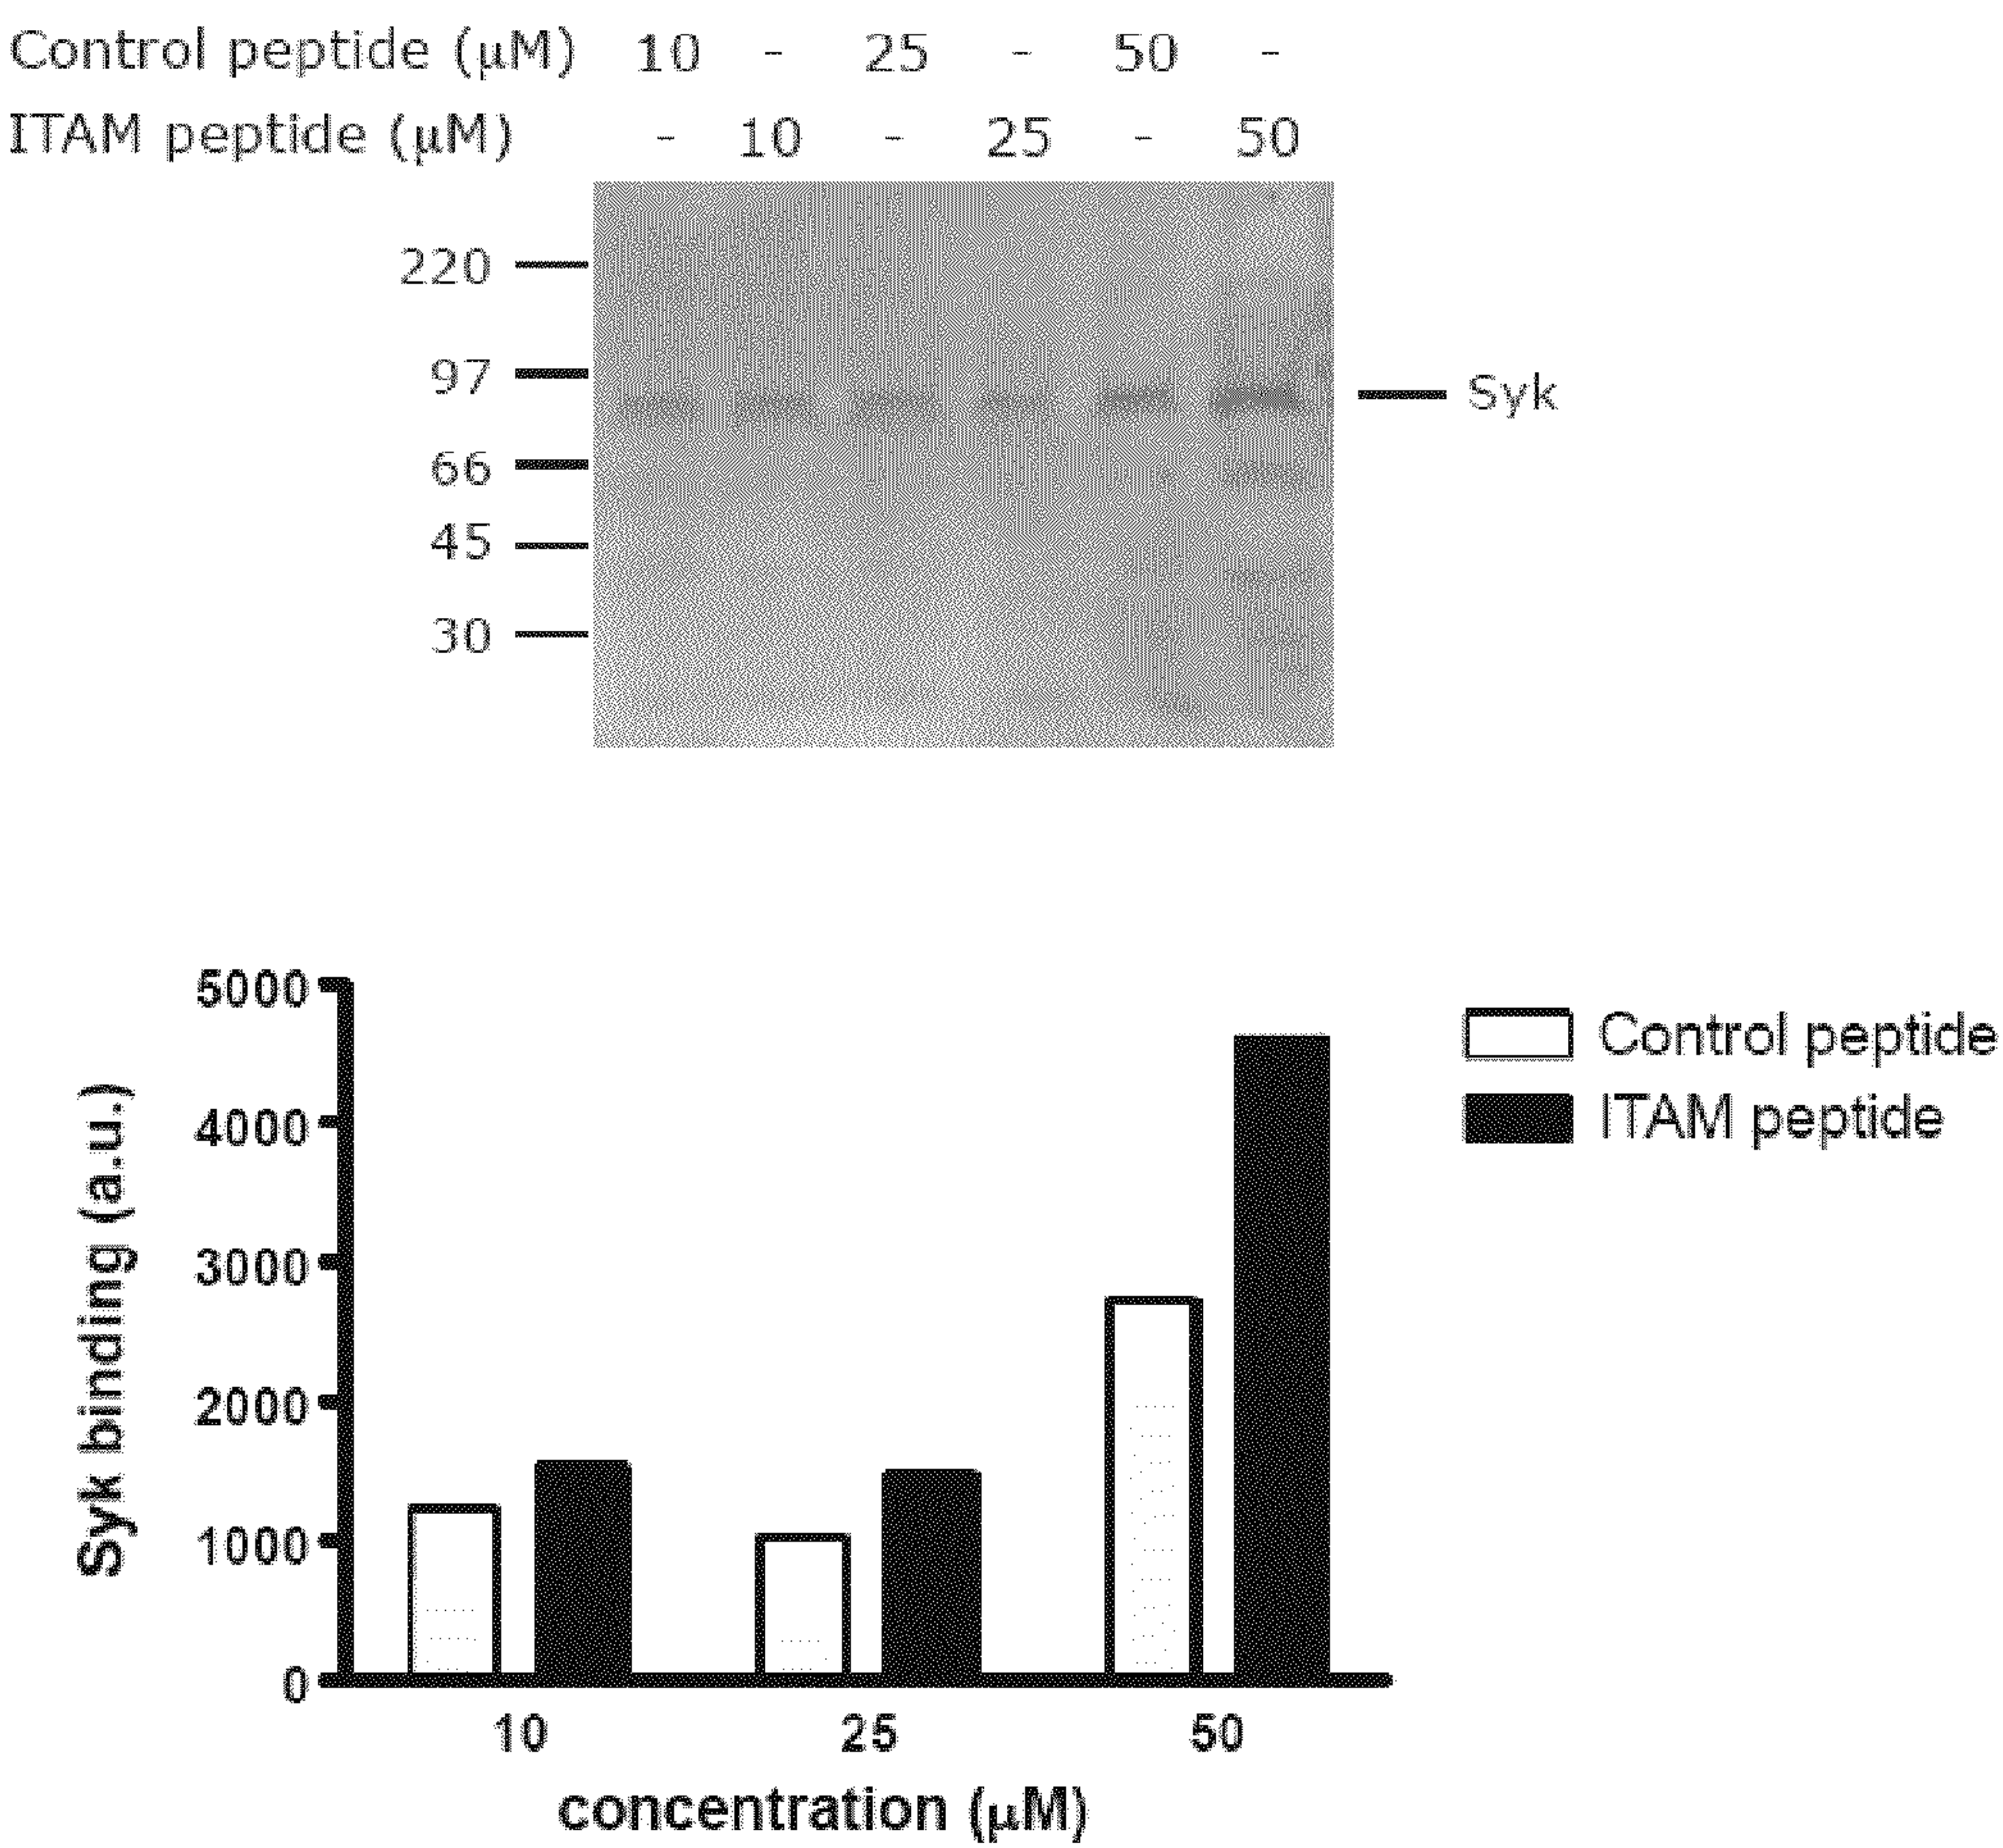 Control peptide (μM) 10 - 25 - 50 -
ITAM peptide (μM) - 10 - 25 - 50
220
97
Syk
66
45
30
5000
4000
3000
2000
1000
0
Syk binding (a.u.)
Control peptide
ITAM peptide
10 25 50
concentration (μM)